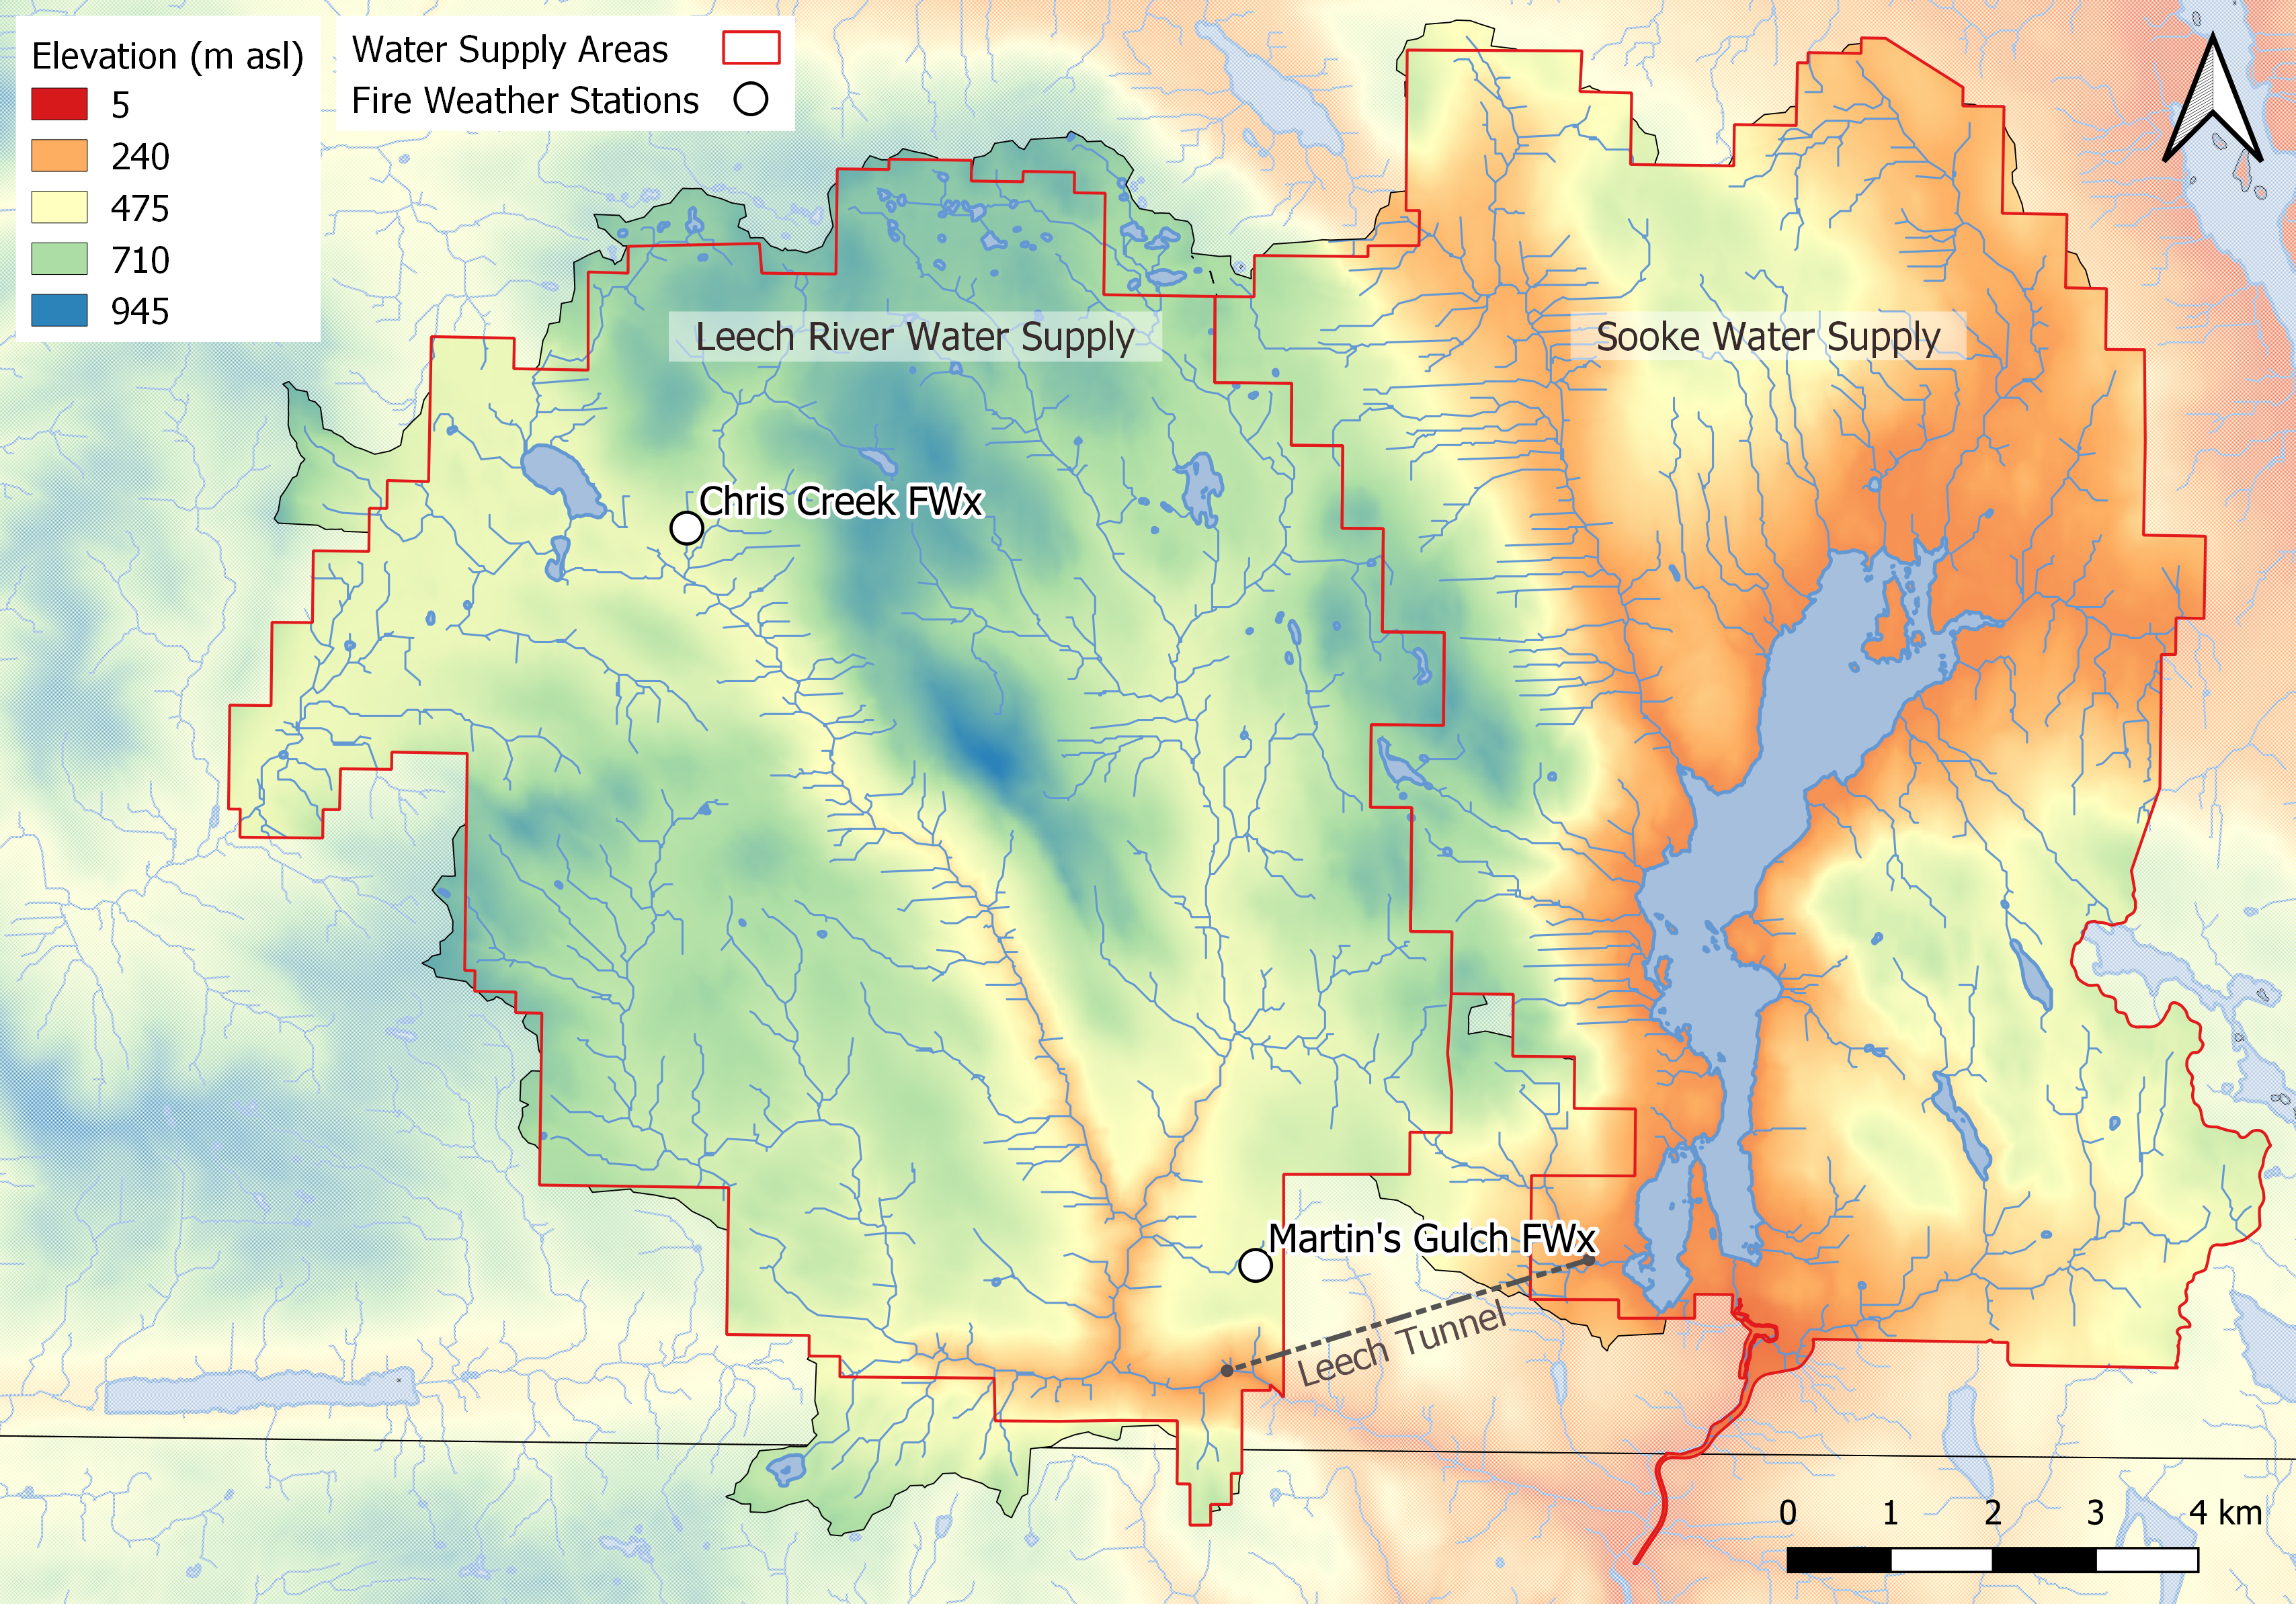 Elevation (m asl)
5
240
475
710
945
Water Supply Areas
Fire Weather Stations
Leech River Water Supply
Sooke Water Supply
Chris Creek FWx
Martin's Gulch FWx
Leech Tunnel
0 1 2 3 4 km